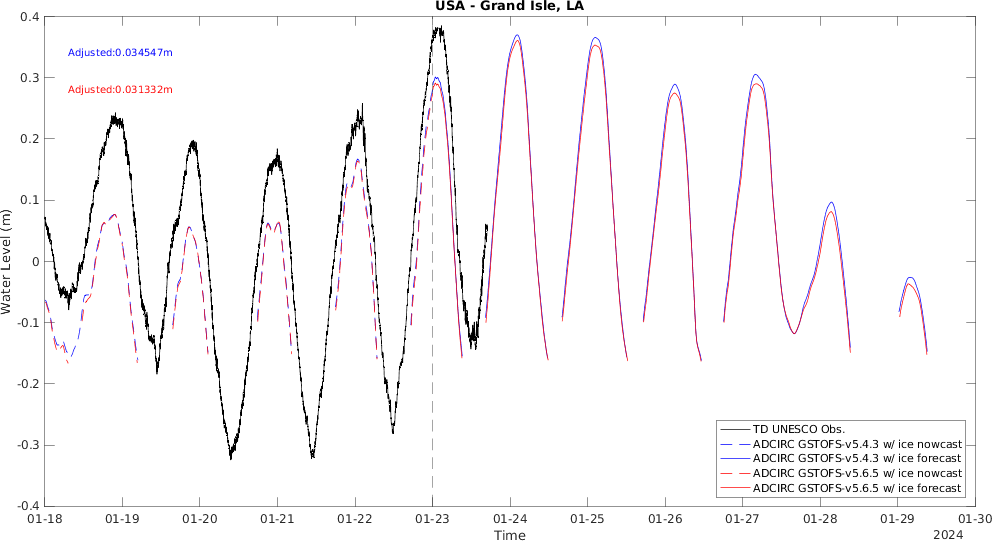 USA - Grand Isle, LA
0.4
Adjusted:0.034547m
Adjusted:0.031332m
0.3
0.2
0.1
0
-0.1
-0.2
-0.3
-0.4
Water Level (m)
TD UNESCO Obs.
ADCIRC GSTOFS-v5.4.3 w/ ice nowcast
ADCIRC GSTOFS-v5.4.3 w/ ice forecast
ADCIRC GSTOFS-v5.6.5 w/ ice nowcast
ADCIRC GSTOFS-v5.6.5 w/ ice forecast
01-18 01-19 01-20 01-21 01-22 01-23 01-24 01-25 01-26 01-27 01-28 01-29 01-30
Time
2024